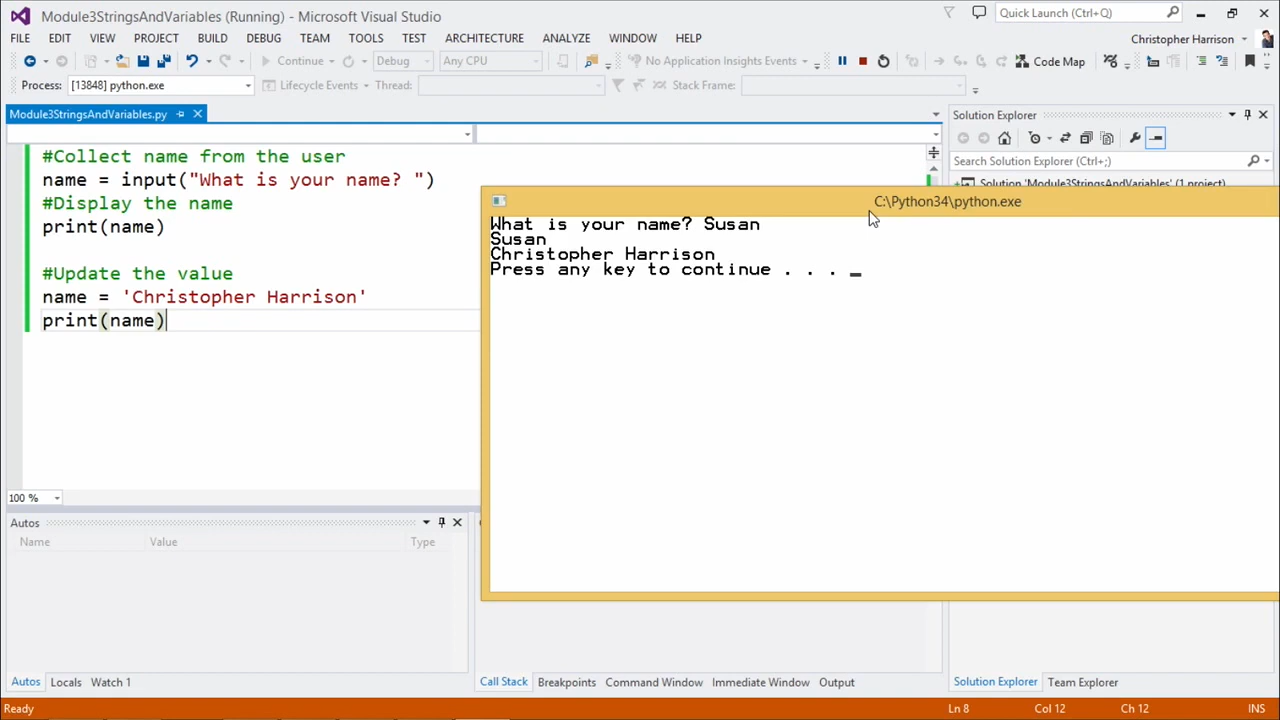 Module3StringsAndVariables (Running) - Microsoft Visual Studio
Quick Launch (Ctrl+Q)
FILE EDIT VIEW PROJECT BUILD DEBUG TEAM TOOLS TEST ARCHITECTURE ANALYZE WINDOW HELP
Christopher Harrison
Continue Debug Any CPU No Application Insights Events Code Map
Process: [13848] python.exe Lifecycle Events Thread: Stack Frame:
Module3StringsAndVariables.py
Solution Explorer
Search Solution Explorer (Ctrl+;)
Solution 'Module3StringsAndVariables' (1 project)
#Collect name from the user
name = input("What is your name? ")
#Display the name
print(name)
#Update the value
name = 'Christopher Harrison'
print(name)
C:\Python34\python.exe
What is your name? Susan
Susan
Christopher Harrison
Press any key to continue . . . _
100 %
Autos
Name Value Type
Autos Locals Watch 1
Call Stack Breakpoints Command Window Immediate Window Output
Solution Explorer Team Explorer
Ready
Ln 8 Col 12 Ch 12 INS